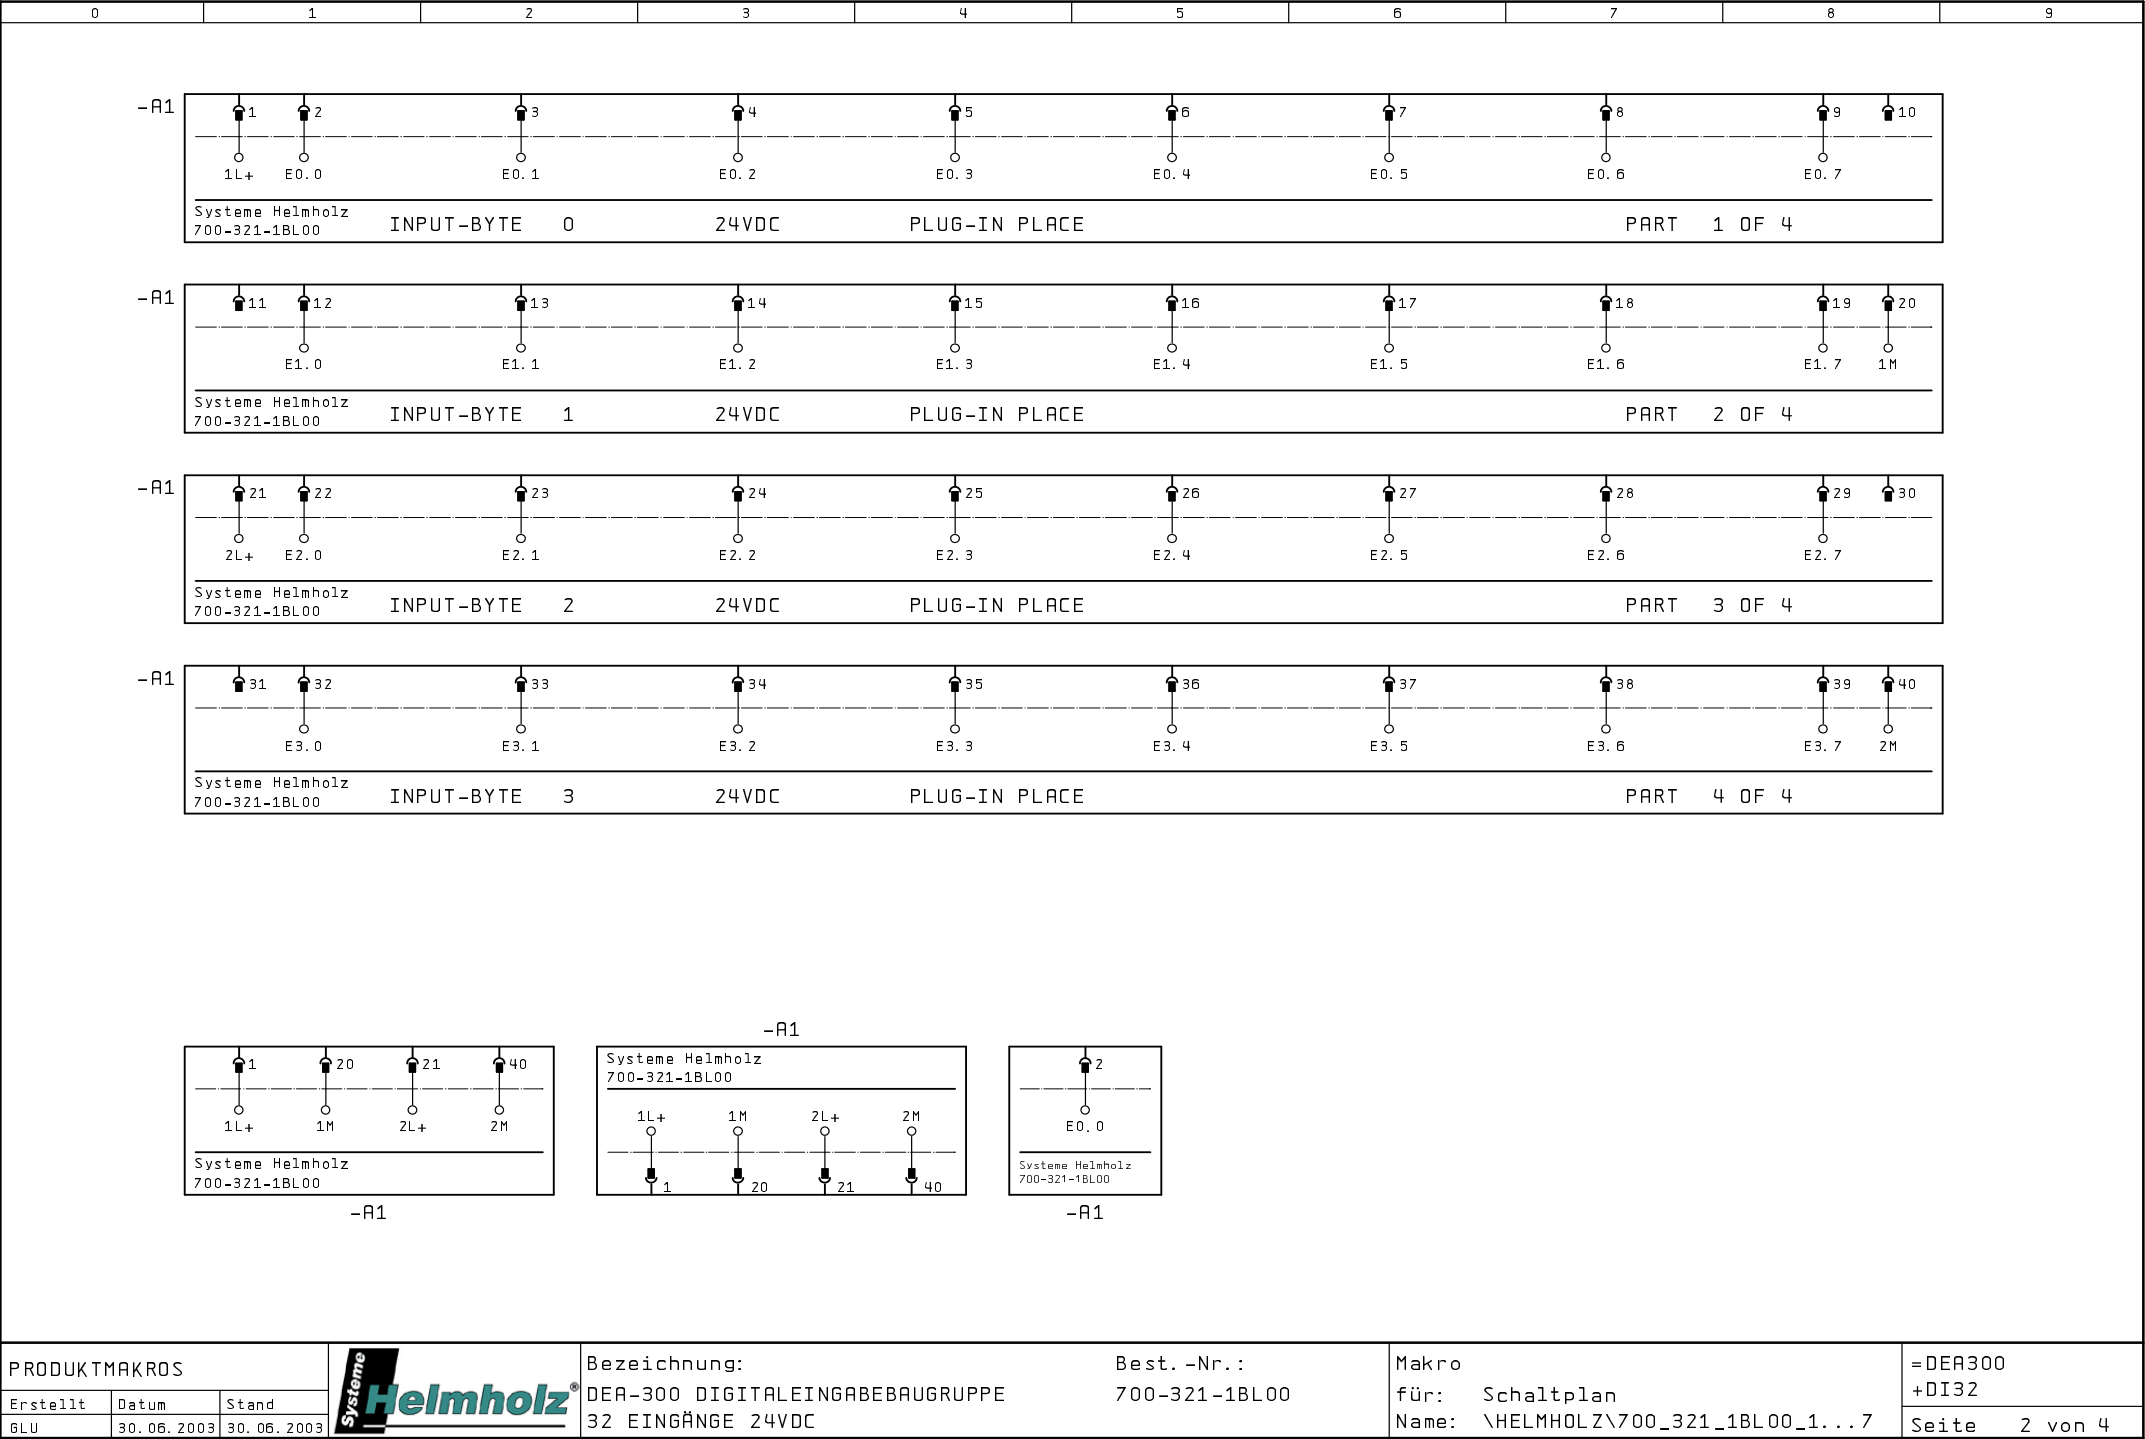 0 1 2 3 4 5 6 7 8 9
-A1
1 2 3 4 5 6 7 8 9 10
1L+ E0.0 E0.1 E0.2 E0.3 E0.4 E0.5 E0.6 E0.7
Systeme Helmholz
700-321-1BL00
INPUT-BYTE 0 24VDC PLUG-IN PLACE PART 1 OF 4
-A1
11 12 13 14 15 16 17 18 19 20
E1.0 E1.1 E1.2 E1.3 E1.4 E1.5 E1.6 E1.7 1M
Systeme Helmholz
700-321-1BL00
INPUT-BYTE 1 24VDC PLUG-IN PLACE PART 2 OF 4
-A1
21 22 23 24 25 26 27 28 29 30
2L+ E2.0 E2.1 E2.2 E2.3 E2.4 E2.5 E2.6 E2.7
Systeme Helmholz
700-321-1BL00
INPUT-BYTE 2 24VDC PLUG-IN PLACE PART 3 OF 4
-A1
31 32 33 34 35 36 37 38 39 40
E3.0 E3.1 E3.2 E3.3 E3.4 E3.5 E3.6 E3.7 2M
Systeme Helmholz
700-321-1BL00
INPUT-BYTE 3 24VDC PLUG-IN PLACE PART 4 OF 4
1 20 21 40
1L+ 1M 2L+ 2M
Systeme Helmholz
700-321-1BL00
-A1
-A1
Systeme Helmholz
700-321-1BL00
1L+ 1M 2L+ 2M
1 20 21 40
2
E0.0
Systeme Helmholz
700-321-1BL00
-A1
PRODUKTMAKROS
Erstellt Datum Stand
GLU 30.06.2003 30.06.2003
Systeme Helmholz®
Bezeichnung: Best.-Nr.:
DEA-300 DIGITALEINGABEBAUGRUPPE 700-321-1BL00
32 EINGÄNGE 24VDC
Makro
für: Schaltplan
Name: \HELMHOLZ\700_321_1BL00_1...7
=DEA300
+DI32
Seite 2 von 4